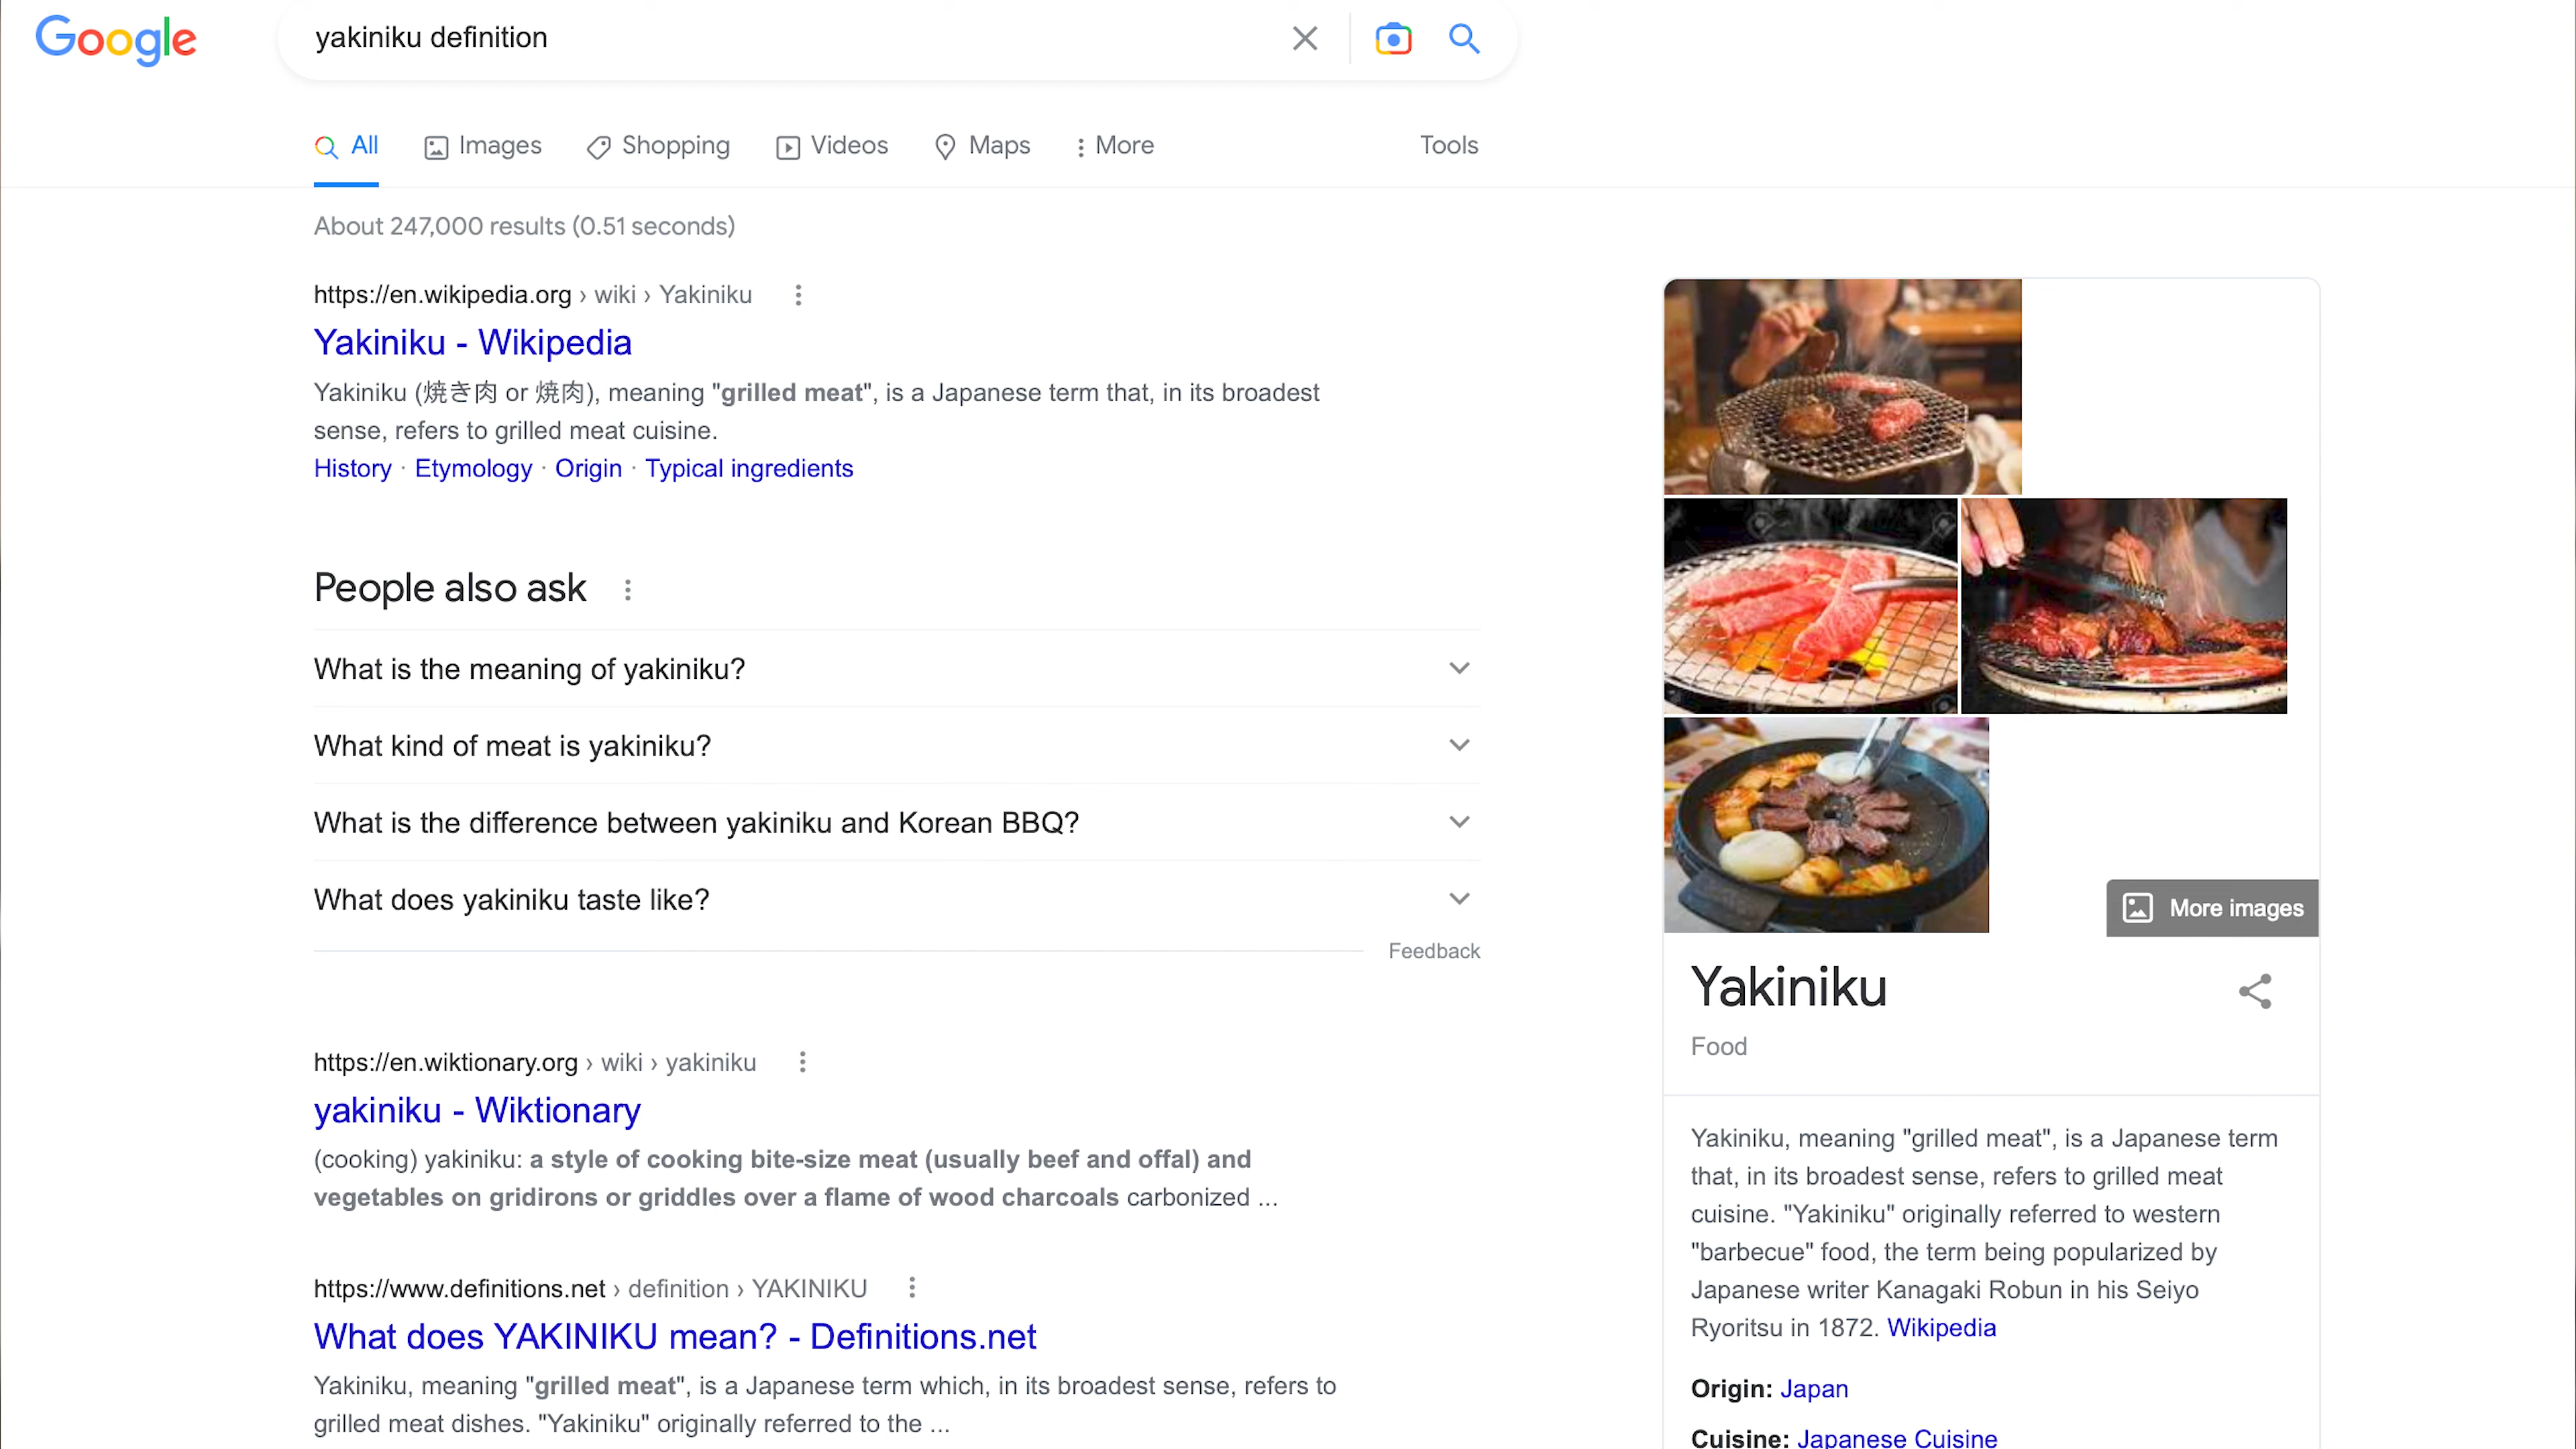 Google
yakiniku definition
All Images Shopping Videos Maps More Tools
About 247,000 results (0.51 seconds)
https://en.wikipedia.org › wiki › Yakiniku
Yakiniku - Wikipedia
Yakiniku (焼き肉 or 焼肉), meaning "grilled meat", is a Japanese term that, in its broadest
sense, refers to grilled meat cuisine.
History · Etymology · Origin · Typical ingredients
People also ask
What is the meaning of yakiniku?
What kind of meat is yakiniku?
What is the difference between yakiniku and Korean BBQ?
What does yakiniku taste like?
Feedback
https://en.wiktionary.org › wiki › yakiniku
yakiniku - Wiktionary
(cooking) yakiniku: a style of cooking bite-size meat (usually beef and offal) and
vegetables on gridirons or griddles over a flame of wood charcoals carbonized ...
https://www.definitions.net › definition › YAKINIKU
What does YAKINIKU mean? - Definitions.net
Yakiniku, meaning "grilled meat", is a Japanese term which, in its broadest sense, refers to
grilled meat dishes. "Yakiniku" originally referred to the ...
More images
Yakiniku
Food
Yakiniku, meaning "grilled meat", is a Japanese term
that, in its broadest sense, refers to grilled meat
cuisine. "Yakiniku" originally referred to western
"barbecue" food, the term being popularized by
Japanese writer Kanagaki Robun in his Seiyo
Ryoritsu in 1872. Wikipedia
Origin: Japan
Cuisine: Japanese Cuisine